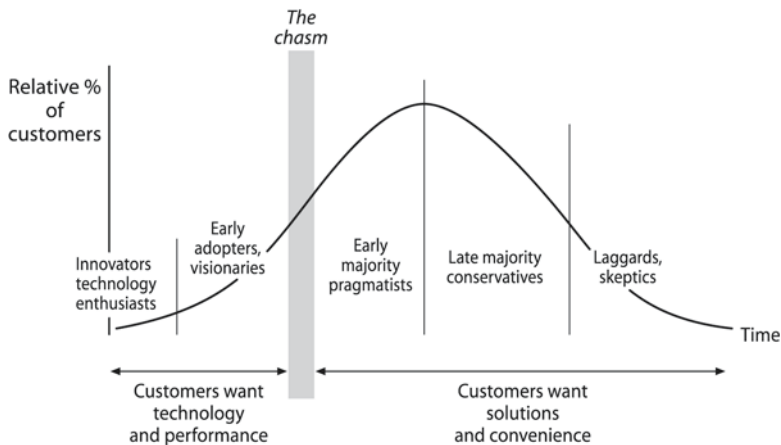 The
chasm
Relative %
of
customers
Innovators
technology
enthusiasts
Early
adopters,
visionaries
Early
majority
pragmatists
Late majority
conservatives
Laggards,
skeptics
Time
Customers want
technology
and performance
Customers want
solutions
and convenience